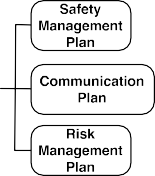 Safety
Management
Plan
Communication
Plan
Risk
Management
Plan